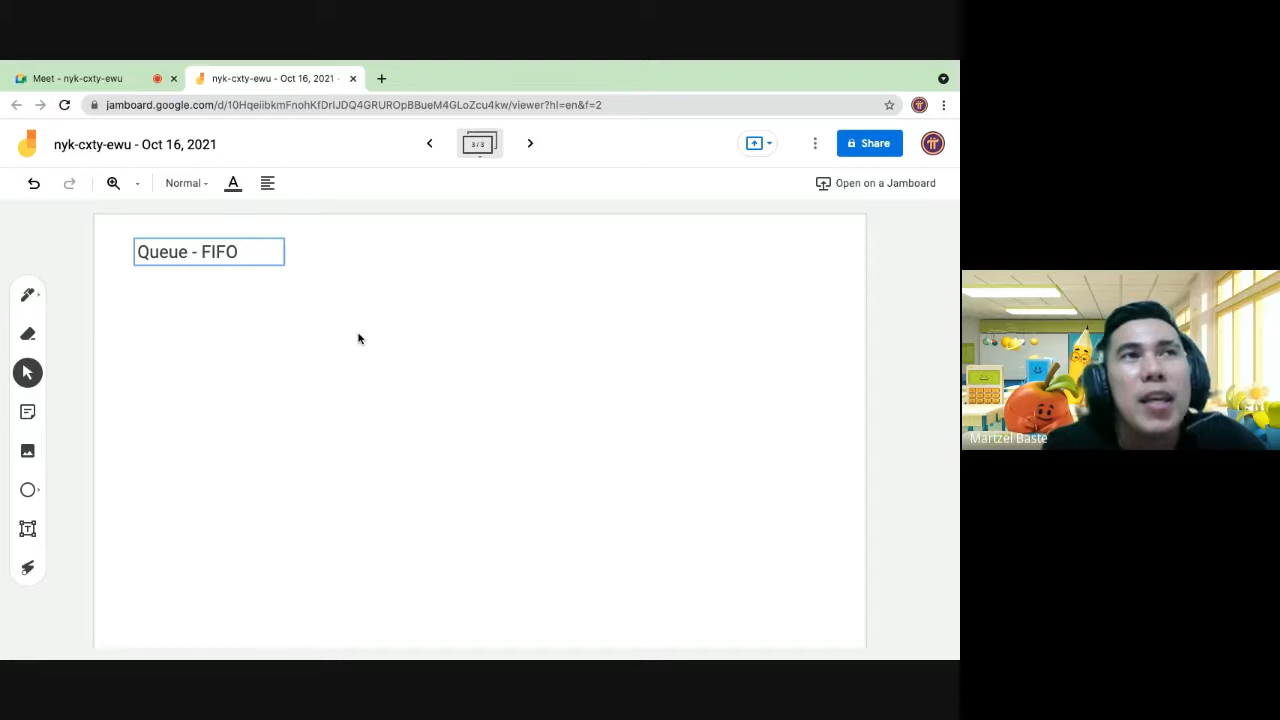 Meet - nyk-cxty-ewu
nyk-cxty-ewu - Oct 16, 2021 -
jamboard.google.com/d/10HqeiibkmFnohKfDrIJDQ4GRUROpBBueM4GLoZcu4kw/viewer?hl=en&f=2
nyk-cxty-ewu - Oct 16, 2021
3 / 3
Share
Normal
A
Open on a Jamboard
Queue - FIFO
T
Martzel Baste